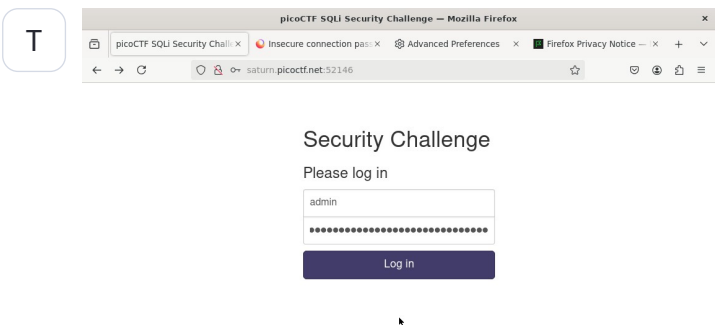 T
picoCTF SQLi Security Challenge — Mozilla Firefox
picoCTF SQLi Security Challe
Insecure connection pas
Advanced Preferences
Firefox Privacy Notice —
saturn.picoctf.net:52146
Security Challenge
Please log in
admin
Log in